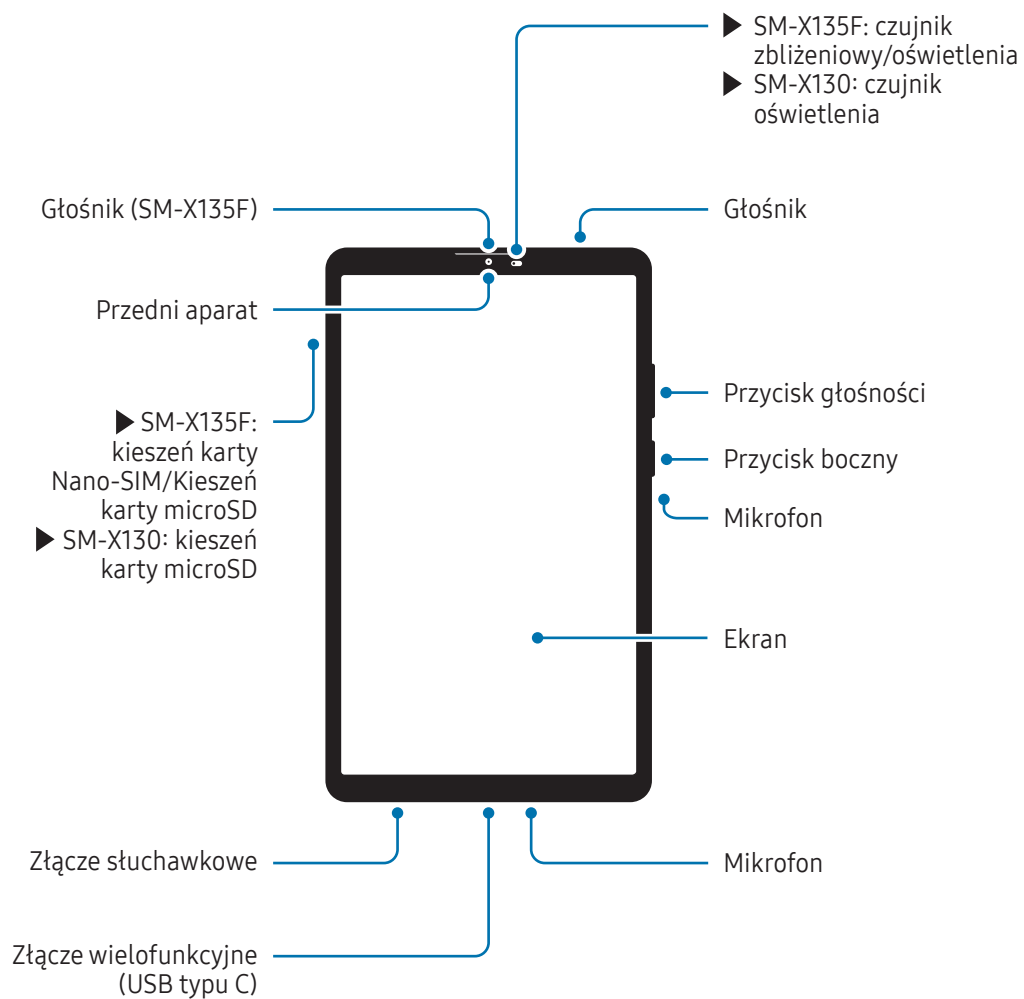 ▶ SM-X135F: czujnik
zbliżeniowy/oświetlenia
▶ SM-X130: czujnik
oświetlenia
Głośnik (SM-X135F)
Głośnik
Przedni aparat
Przycisk głośności
▶ SM-X135F:
kieszeń karty
Nano-SIM/Kieszeń
karty microSD
▶ SM-X130: kieszeń
karty microSD
Przycisk boczny
Mikrofon
Ekran
Złącze słuchawkowe
Mikrofon
Złącze wielofunkcyjne
(USB typu C)